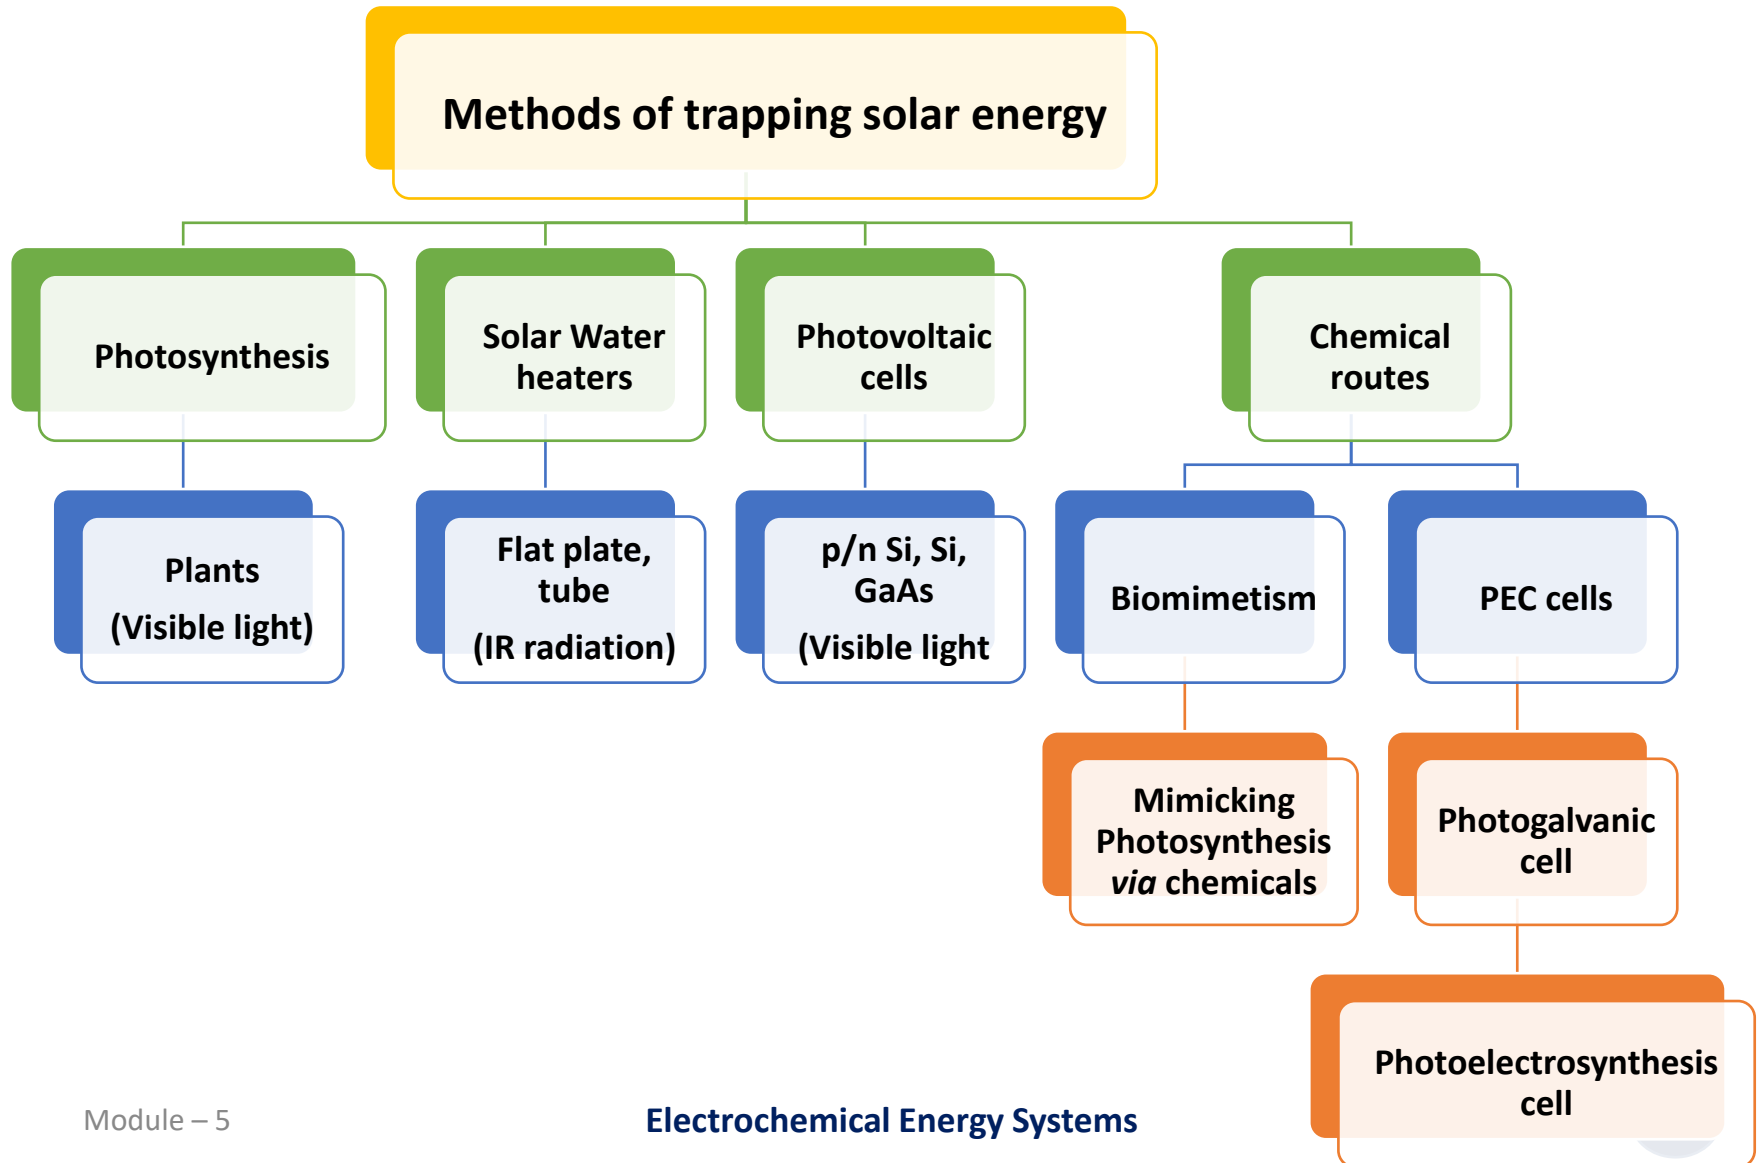 Methods of trapping solar energy
Photosynthesis
Solar Water
heaters
Photovoltaic
cells
Chemical
routes
Plants
(Visible light)
Flat plate,
tube
(IR radiation)
p/n Si, Si,
GaAs
(Visible light
Biomimetism
PEC cells
Mimicking
Photosynthesis
via chemicals
Photogalvanic
cell
Photoelectrosynthesis
cell
Module – 5
Electrochemical Energy Systems